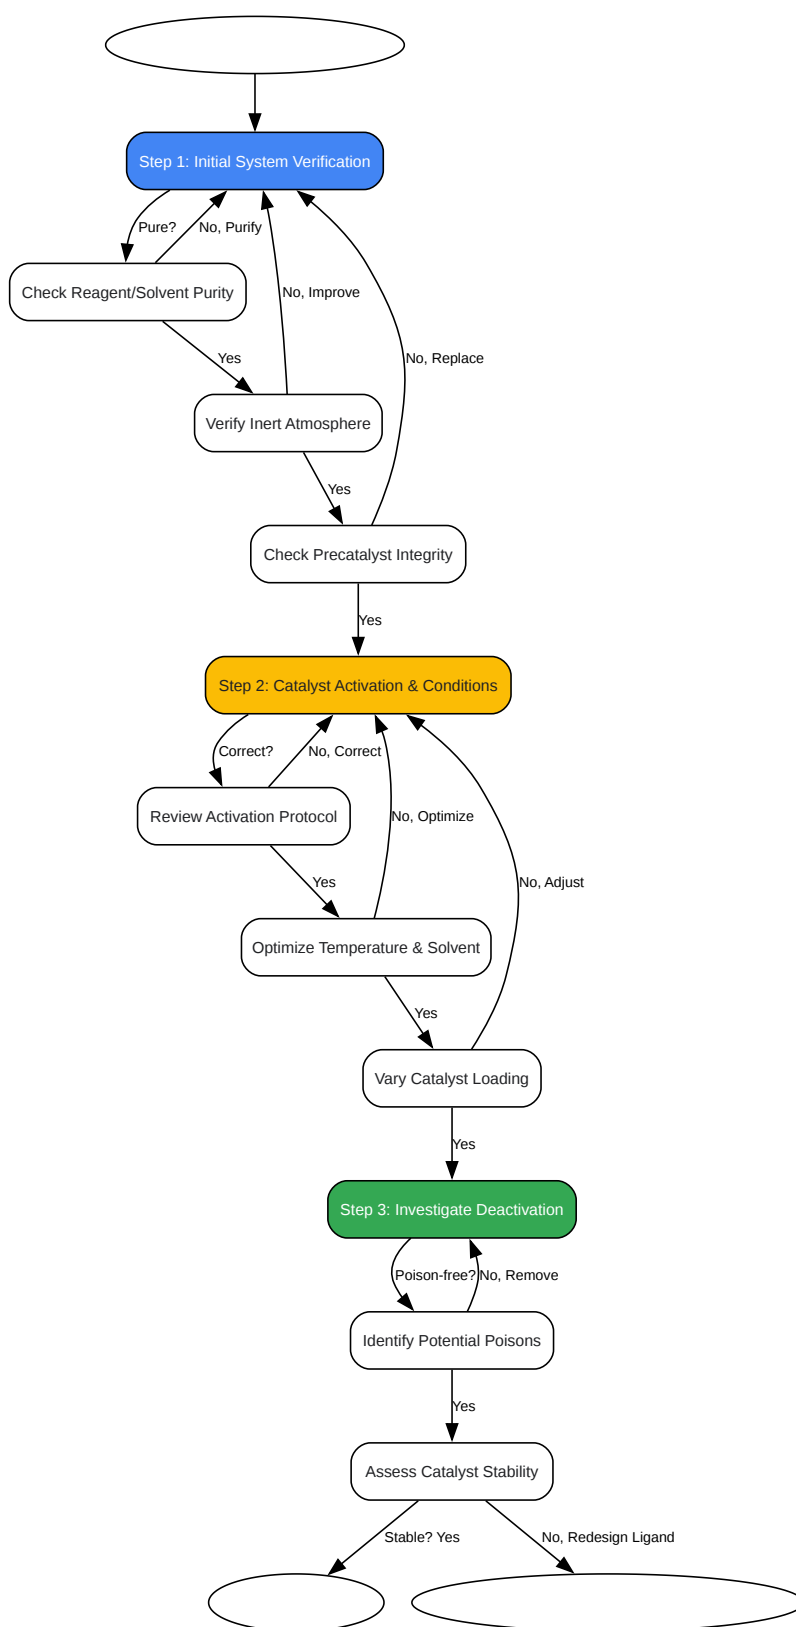 Step 1: Initial System Verification
Pure?
No, Purify
Check Reagent/Solvent Purity
No, Improve
Yes
No, Replace
Verify Inert Atmosphere
Yes
Check Precatalyst Integrity
Yes
Step 2: Catalyst Activation & Conditions
Correct?
No, Correct
Review Activation Protocol
No, Optimize
Yes
No, Adjust
Optimize Temperature & Solvent
Yes
Vary Catalyst Loading
Yes
Step 3: Investigate Deactivation
Poison-free?
No, Remove
Identify Potential Poisons
Yes
Assess Catalyst Stability
Stable? Yes
No, Redesign Ligand